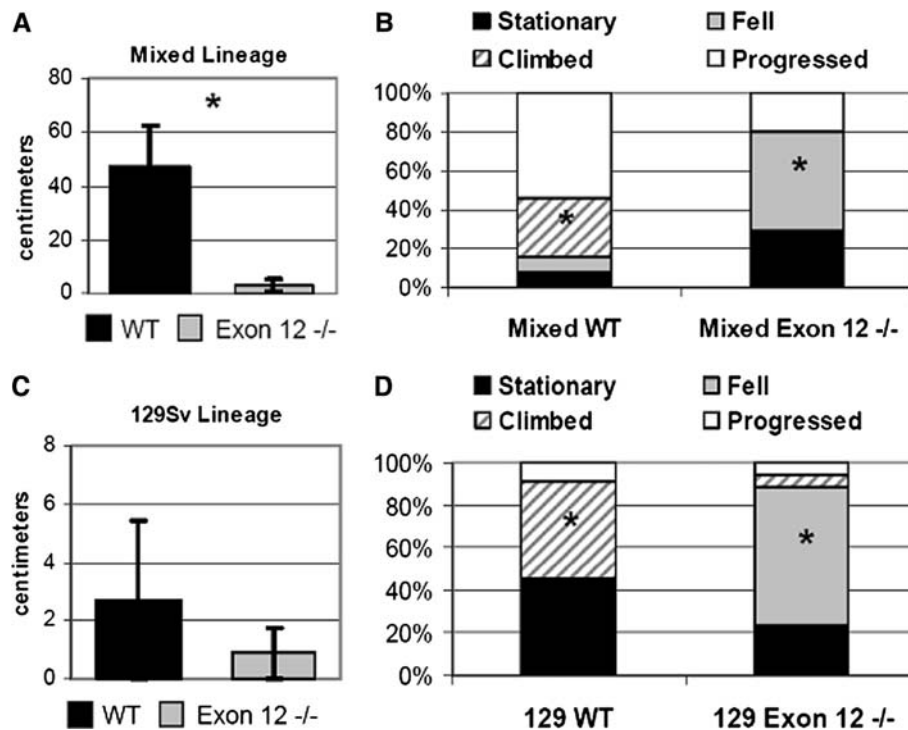 A
Mixed Lineage
*
80
60
40
20
0
centimeters
WT Exon 12 -/-
B
Stationary Fell
Climbed Progressed
100%
80%
60%
40%
20%
0%
*
*
Mixed WT Mixed Exon 12 -/-
C
129Sv Lineage
8
6
4
2
0
centimeters
WT Exon 12 -/-
D
Stationary Fell
Climbed Progressed
100%
80%
60%
40%
20%
0%
*
*
129 WT 129 Exon 12 -/-